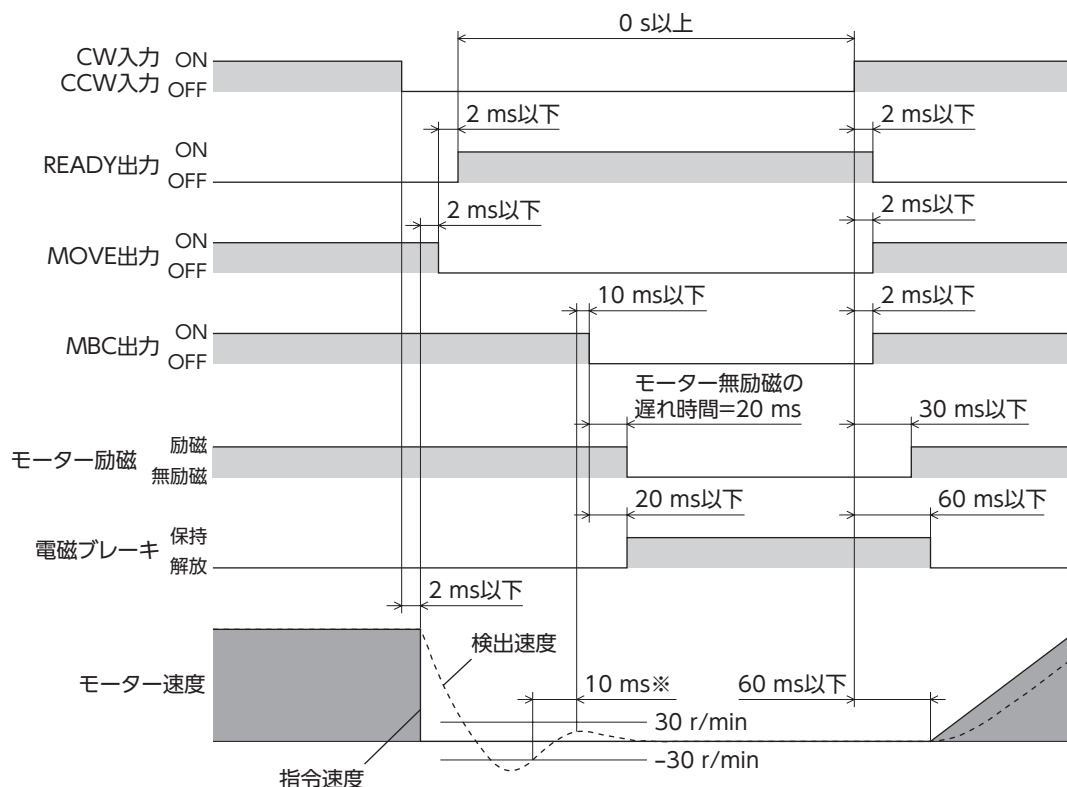 0 s以上
CW入力 ON
CCW入力 OFF
2 ms以下
2 ms以下
READY出力 ON
OFF
2 ms以下
2 ms以下
MOVE出力 ON
OFF
10 ms以下
2 ms以下
MBC出力 ON
OFF
モーター無励磁の
遅れ時間=20 ms
30 ms以下
モーター励磁 励磁
無励磁
20 ms以下
60 ms以下
電磁ブレーキ 保持
解放
2 ms以下
検出速度
モーター速度
10 ms※
60 ms以下
30 r/min
–30 r/min
指令速度